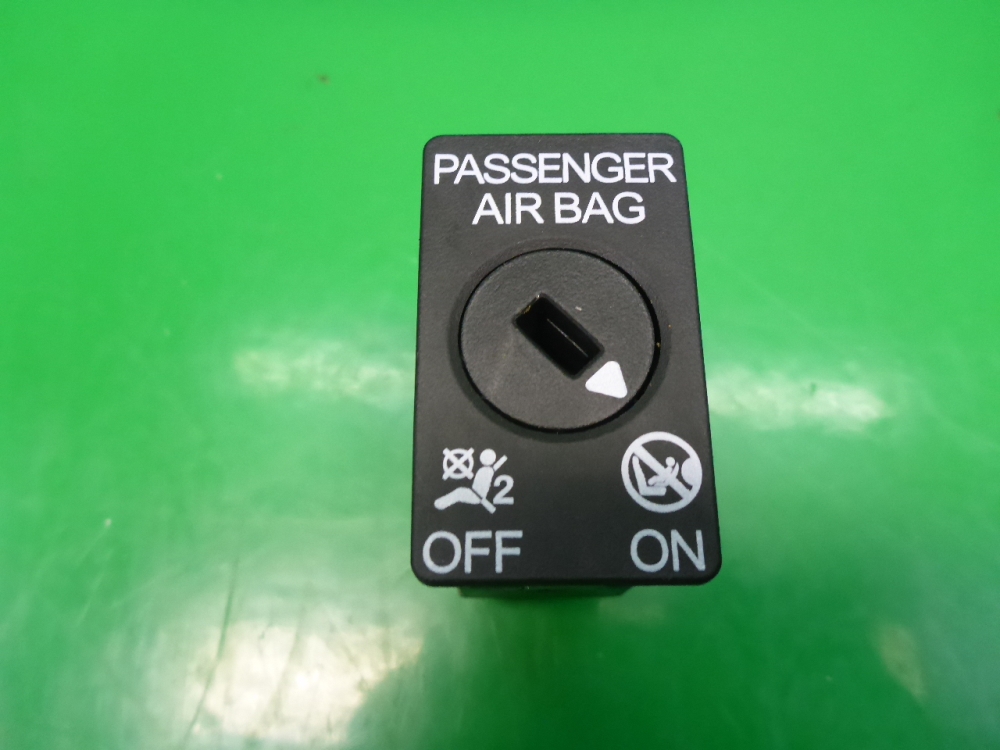 PASSENGER
AIR BAG
2
OFF ON